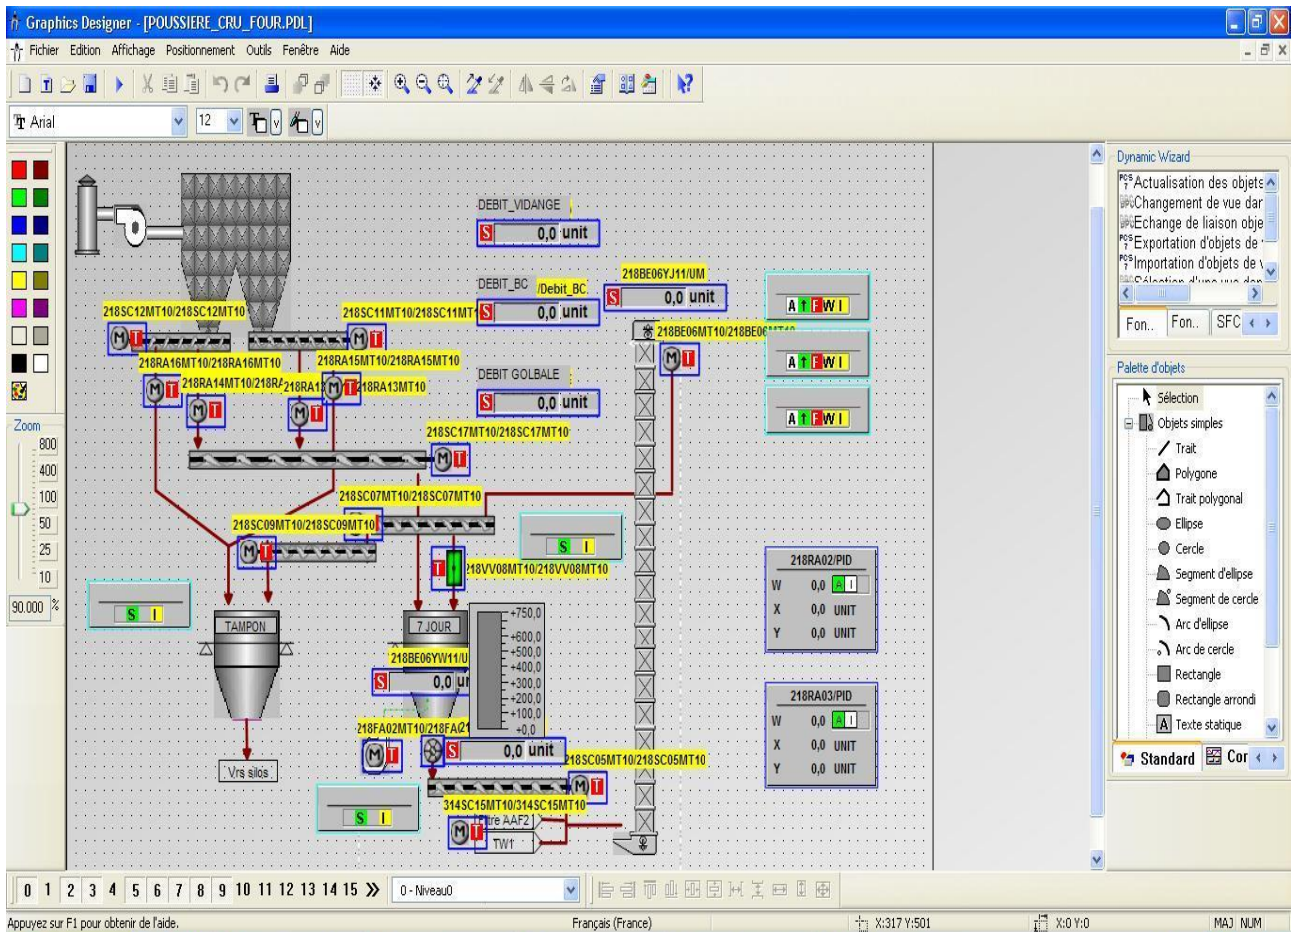 Graphics Designer - [POUSSIERE_CRU_FOUR.PDL]
Fichier Edition Affichage Positionnement Outils Fenêtre Aide
Arial 12
Zoom
800
400
100
50
25
10
90.000 %
DEBIT_VIDANGE
S 0,0 unit
DEBIT_BC /Debit_BC
S 0,0 unit
218BE06YJ11/UM
S 0,0 unit
DEBIT GOLBALE
S 0,0 unit
218SC12MT10/218SC12MT10
M T
218SC11MT10/218SC11MT1
M T
218RA16MT10/218RA16MT10
M T
218RA15MT10/218RA15MT10
M T
218RA14MT10/218R
M T
218RA13MT10
M T
218BE06MT10/218BE06MT10
M T
A F W I
A F W I
A F W I
218SC17MT10/218SC17MT10
M T
218SC07MT10/218SC07MT10
218SC09MT10/218SC09MT10
M T
S I
T 218VV08MT10/218VV08MT10
S I
TAMPON
7 JOUR
+750,0
+600,0
+500,0
+400,0
+300,0
+200,0
+100,0
+0,0
218BE06YW11/U
S 0,0
218FA02MT10/218FA
M T
S 0,0 unit
Vrs silos
218SC05MT10/218SC05MT10
M T
S I
314SC15MT10/314SC15MT10
M T
Filtre AAF2
TW1
218RA02/PID
W 0,0 A I
X 0,0 UNIT
Y 0,0 UNIT
218RA03/PID
W 0,0 A I
X 0,0 UNIT
Y 0,0 UNIT
Dynamic Wizard
Actualisation des objets
Changement de vue dar
Echange de liaison obje
Exportation d'objets de
Importation d'objets de v
Fon.. Fon.. SFC
Palette d'objets
Sélection
Objets simples
Trait
Polygone
Trait polygonal
Ellipse
Cercle
Segment d'ellipse
Segment de cercle
Arc d'ellipse
Arc de cercle
Rectangle
Rectangle arrondi
A Texte statique
Standard Cor
0 1 2 3 4 5 6 7 8 9 10 11 12 13 14 15 0 - Niveau0
Appuyez sur F1 pour obtenir de l'aide. Français (France) X:317 Y:501 X:0 Y:0 MAJ NUM